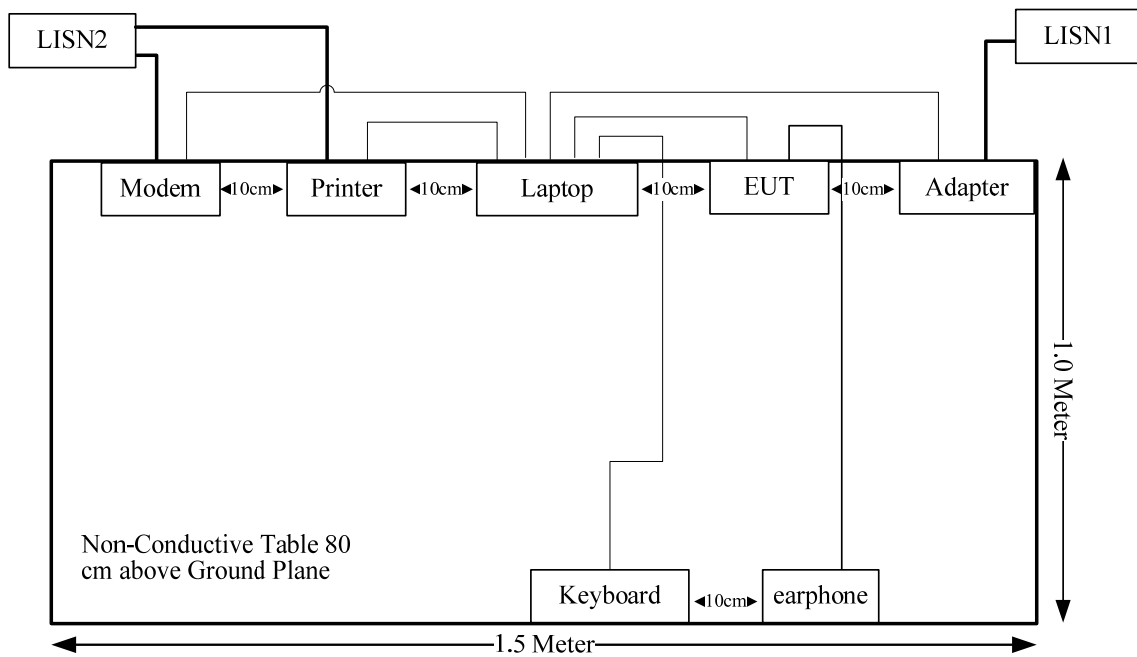 LISN2
LISN1
Modem
10cm
Printer
10cm
Laptop
10cm
EUT
10cm
Adapter
1.0 Meter
Non-Conductive Table 80
cm above Ground Plane
Keyboard
10cm
earphone
1.5 Meter